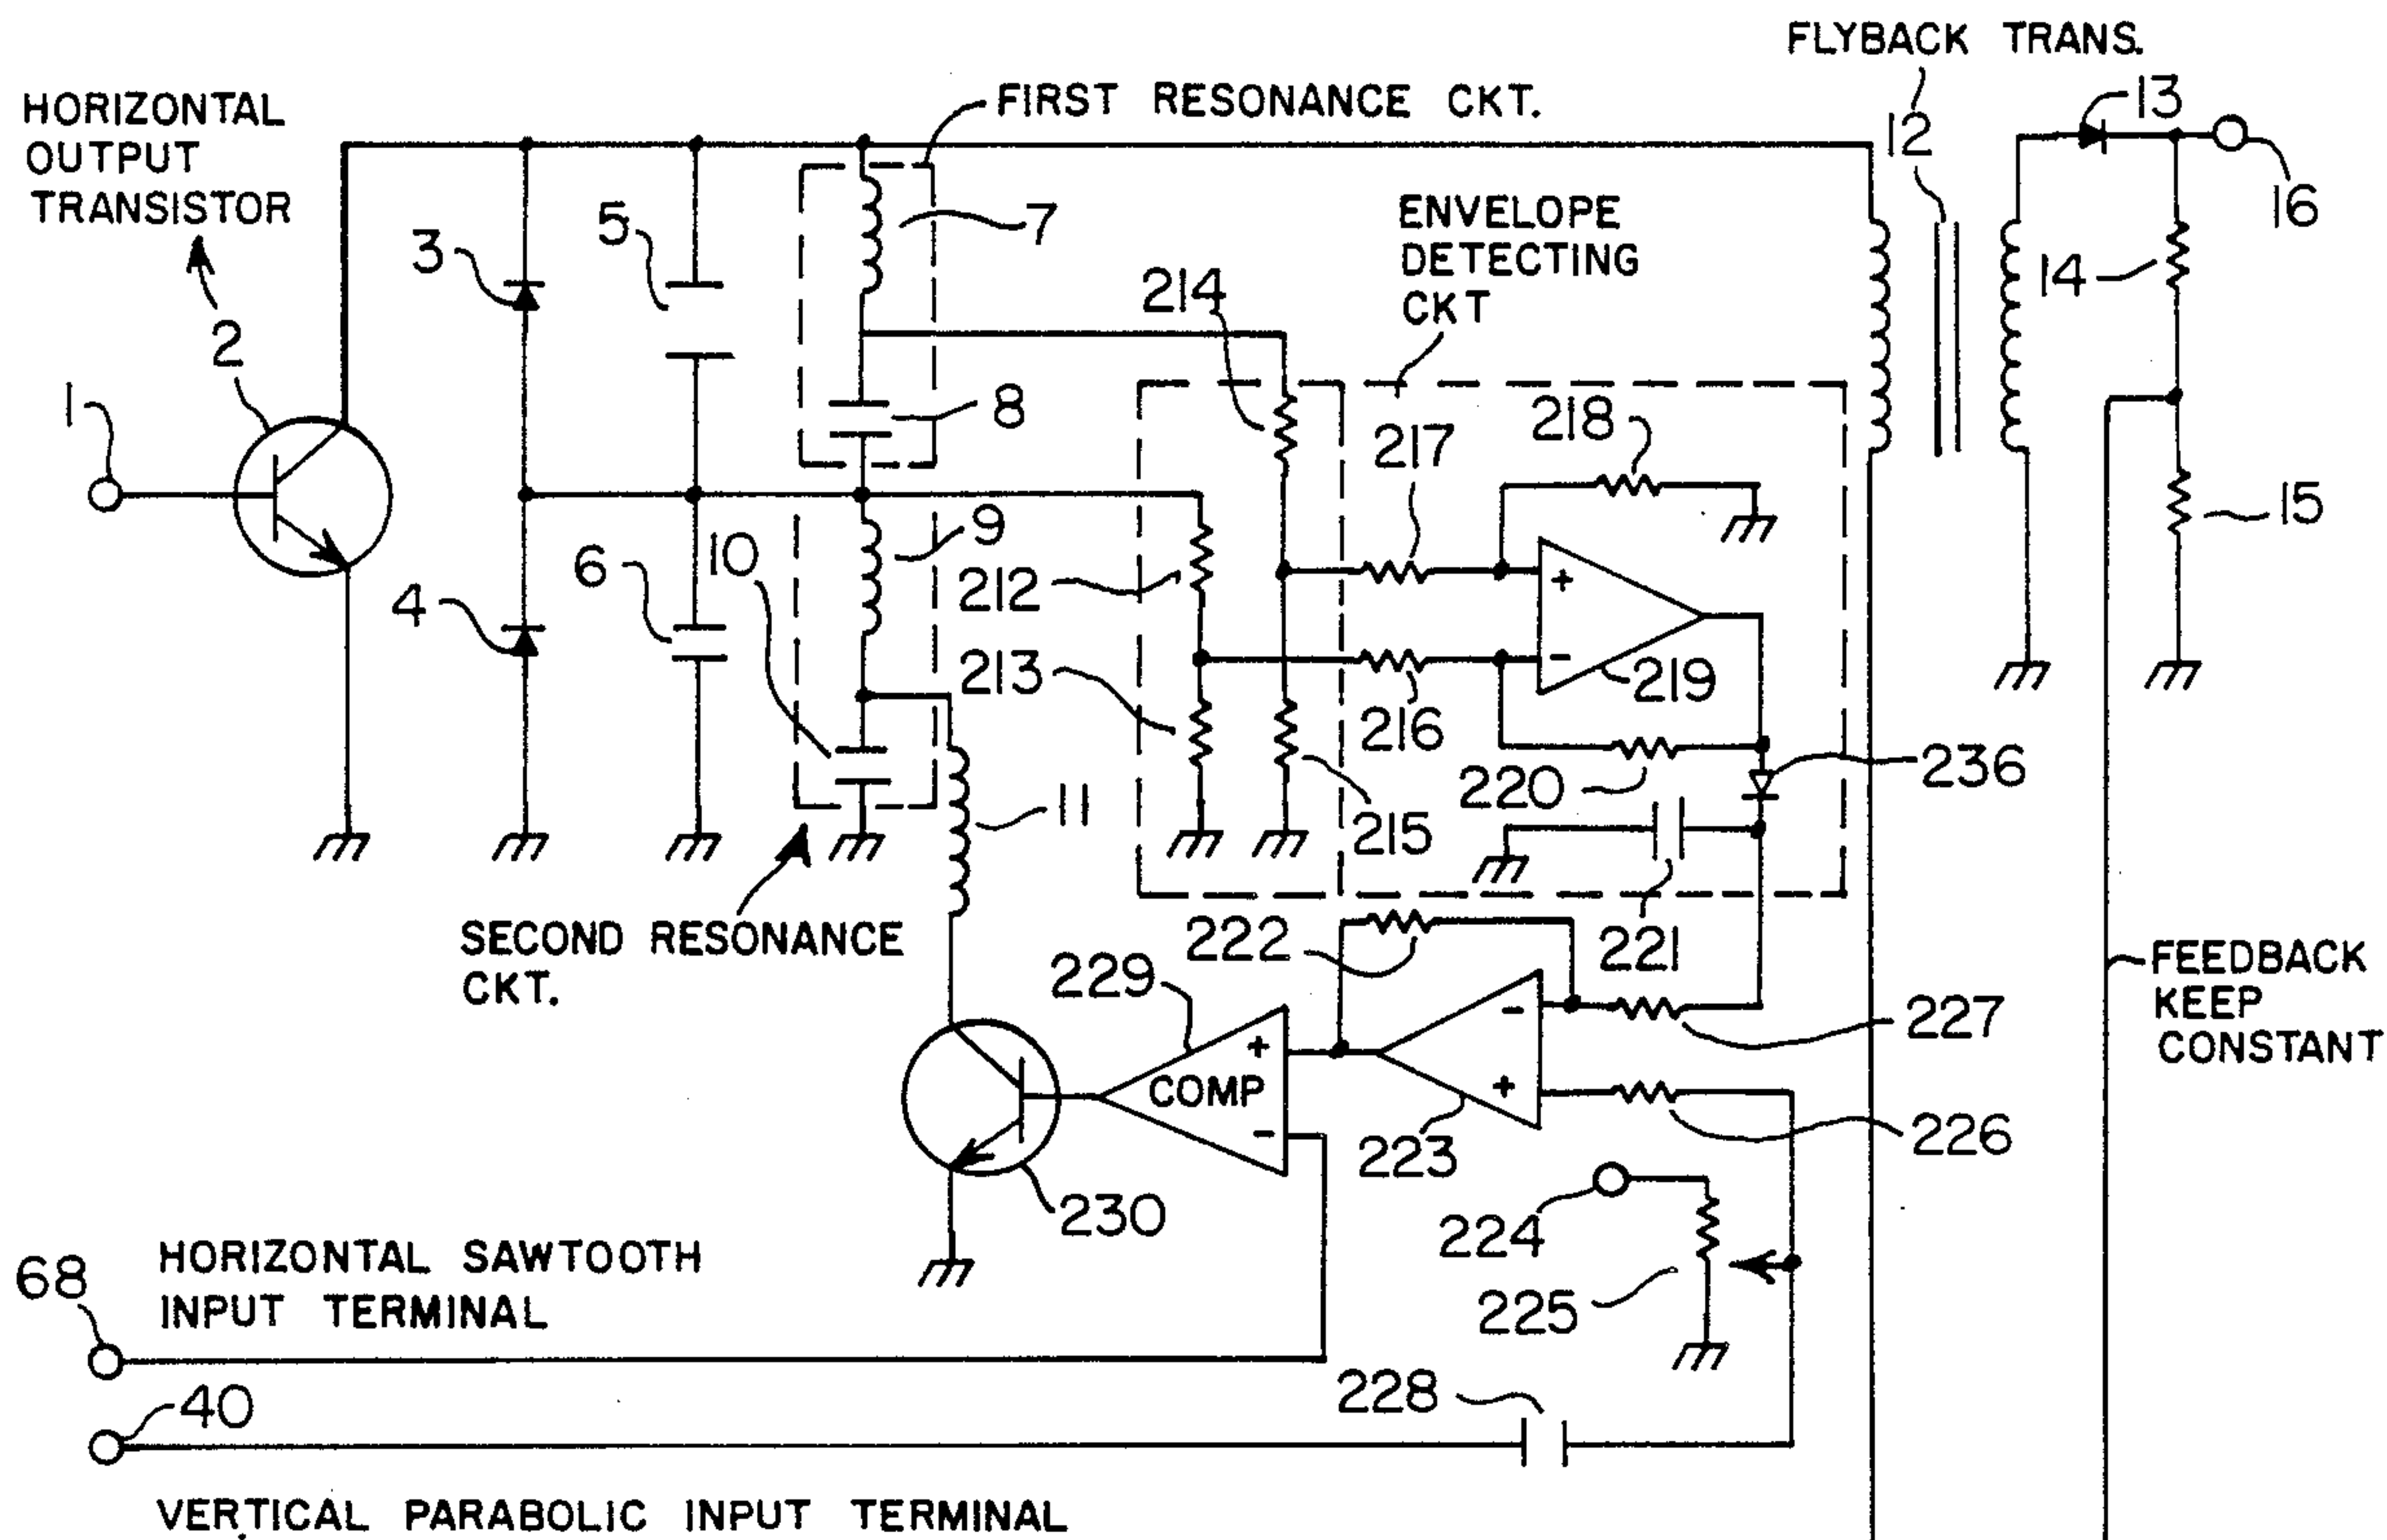 FLYBACK TRANS.
HORIZONTAL
OUTPUT
TRANSISTOR
FIRST RESONANCE CKT.
12
13
16
14
15
1
2
3
4
5
6
7
8
9
10
11
ENVELOPE
DETECTING
CKT
214
217
218
212
213
216
219
220
236
215
221
SECOND RESONANCE
CKT.
222
229
COMP
+
-
+
-
+
-
223
227
226
FEEDBACK
KEEP
CONSTANT
224
225
230
228
68
HORIZONTAL SAWTOOTH
INPUT TERMINAL
40
VERTICAL PARABOLIC INPUT TERMINAL